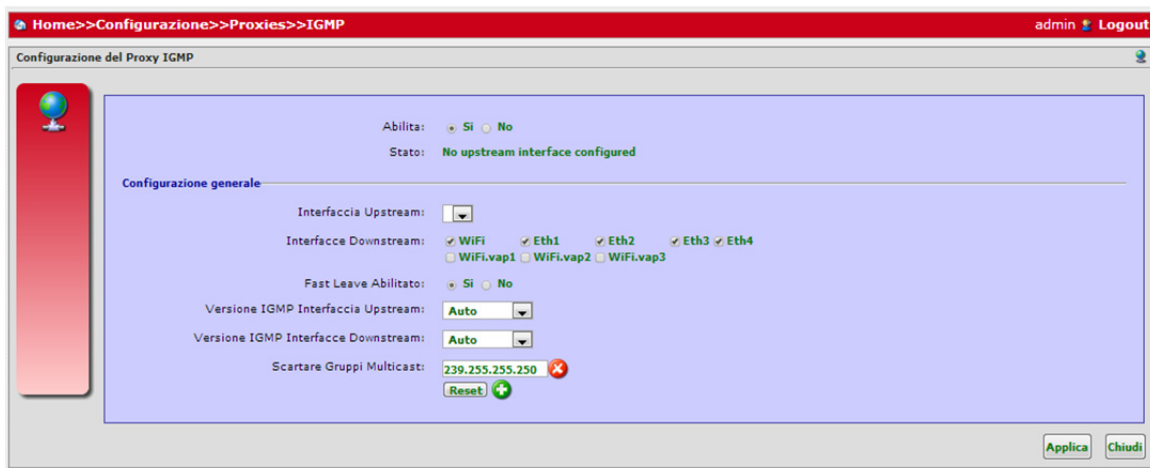 Home>>Configurazione>>Proxies>>IGMP admin Logout
Configurazione del Proxy IGMP
Abilita: Si No
Stato: No upstream interface configured
Configurazione generale
Interfaccia Upstream:
Interfacce Downstream: WiFi Eth1 Eth2 Eth3 Eth4
WiFi.vap1 WiFi.vap2 WiFi.vap3
Fast Leave Abilitato: Si No
Versione IGMP Interfaccia Upstream: Auto
Versione IGMP Interfacce Downstream: Auto
Scartare Gruppi Multicast: 239.255.255.250
Reset
Applica Chiudi